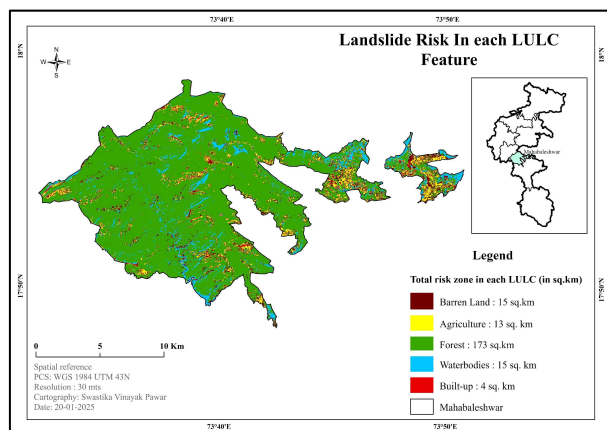 73°40'E
73°50'E
18°N
18°N
Landslide Risk In each LULC
Feature
N
W
E
S
Mahabaleshwar
17°50'N
17°50'N
Legend
Total risk zone in each LULC (in sq.km)
Barren Land : 15 sq.km
Agriculture : 13 sq. km
Forest : 173 sq.km
Waterbodies : 15 sq. km
Built-up : 4 sq. km
Mahabaleshwar
0
5
10 Km
Spatial reference
PCS: WGS 1984 UTM 43N
Resolution : 30 mts
Cartography: Swastika Vinayak Pawar
Date: 20-01-2025
73°40'E
73°50'E